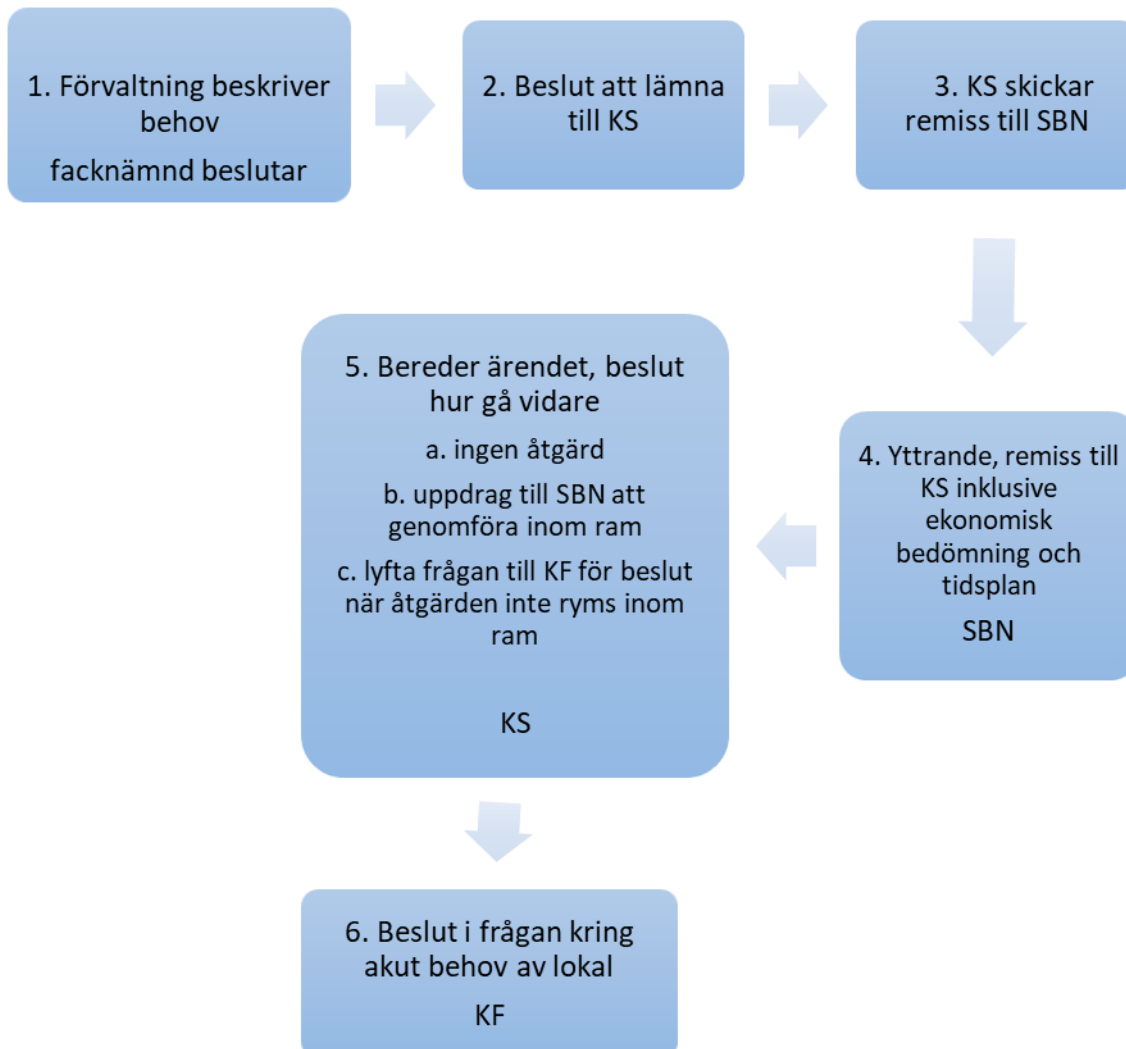 1. Förvaltning beskriver
behov
facknämnd beslutar
2. Beslut att lämna
till KS
3. KS skickar
remiss till SBN
4. Yttrande, remiss till
KS inklusive
ekonomisk
bedömning och
tidsplan
SBN
5. Bereder ärendet, beslut
hur gå vidare
a. ingen åtgärd
b. uppdrag till SBN att
genomföra inom ram
c. lyfta frågan till KF för beslut
när åtgärden inte ryms inom
ram
KS
6. Beslut i frågan kring
akut behov av lokal
KF